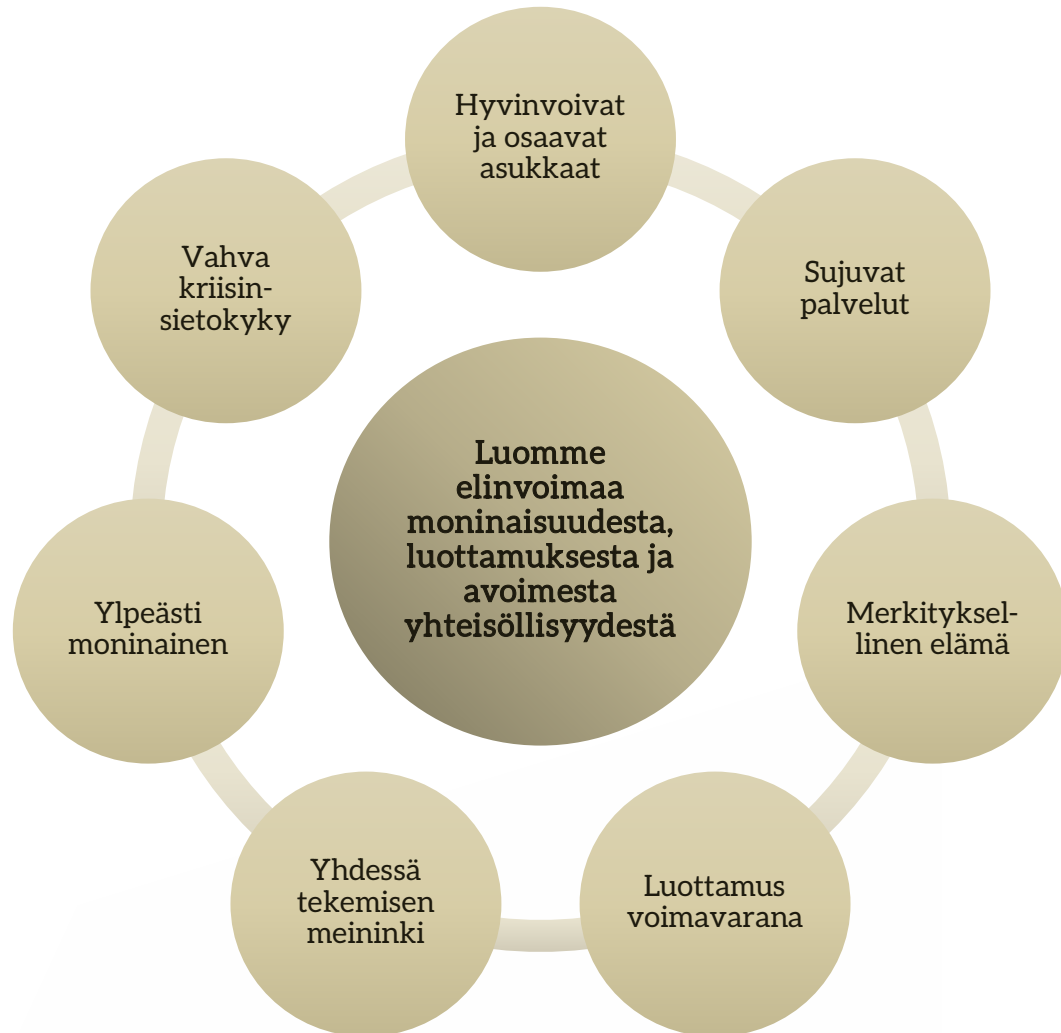 Hyvinvoivat
ja osaavat
asukkaat
Sujuvat
palvelut
Merkityksel-
linen elämä
Luottamus
voimavarana
Yhdessä
tekemisen
meininki
Ylpeästi
moninainen
Vahva
kriisin-
sietokyky
Luomme
elinvoimaa
moninaisuudesta,
luottamuksesta ja
avoimesta
yhteisöllisyydestä